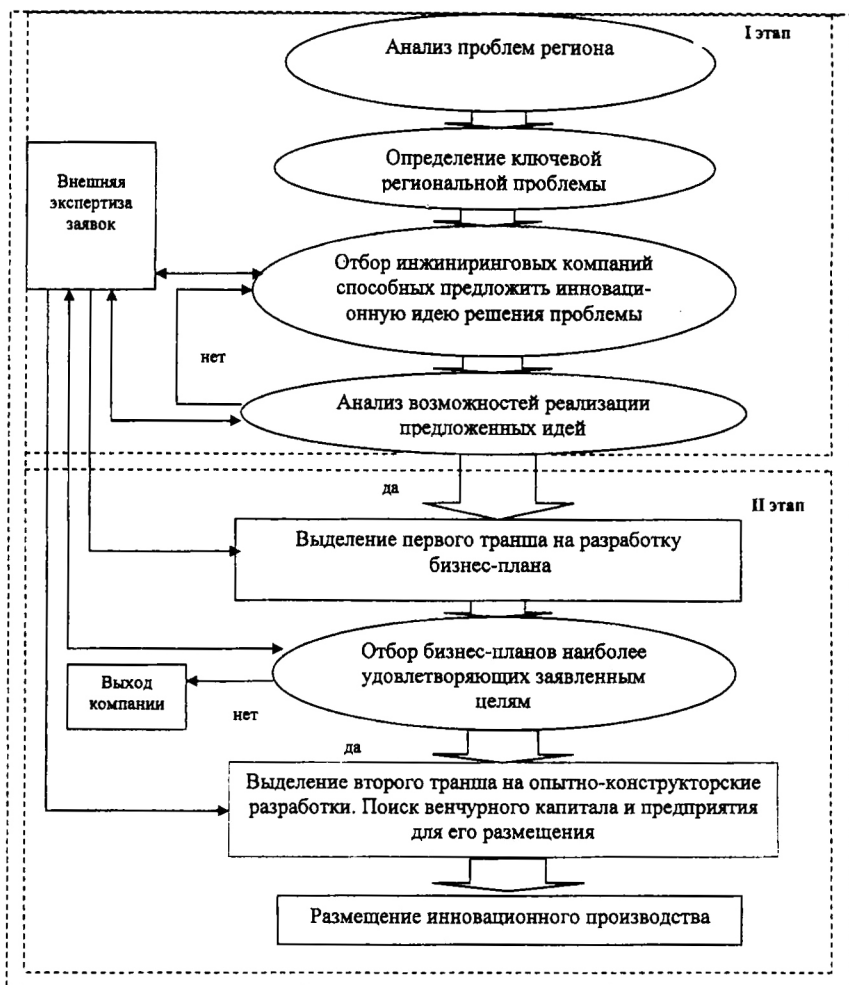 I этап
Анализ проблем региона
Определение ключевой
региональной проблемы
Внешняя
экспертиза
заявок
Отбор инжиниринговых компаний
способных предложить инноваци-
онную идею решения проблемы
нет
Анализ возможностей реализации
предложенных идей
да
II этап
Выделение первого транша на разработку
бизнес-плана
Отбор бизнес-планов наиболее
удовлетворяющих заявленным
целям
Выход
компании
нет
да
Выделение второго транша на опытно-конструкторские
разработки. Поиск венчурного капитала и предприятия
для его размещения
Размещение инновационного производства